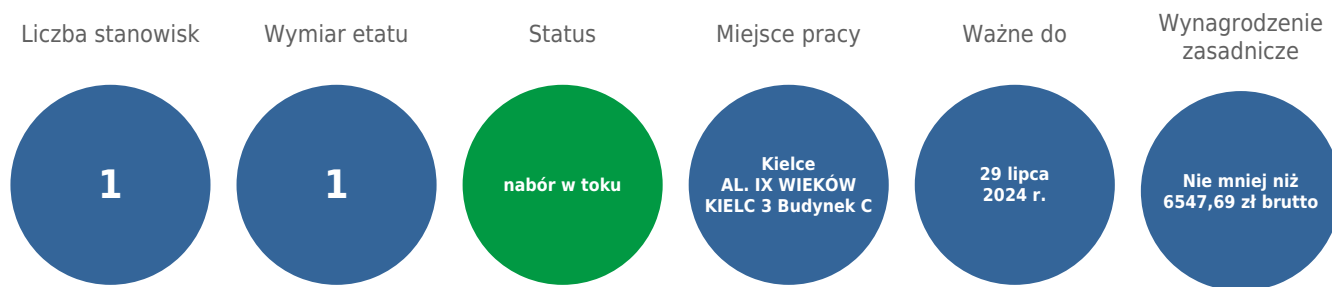 Liczba stanowisk
1
Wymiar etatu
1
Status
nabór w toku
Miejsce pracy
Kielce
AL. IX WIEKÓW
KIELC 3 Budynek C
Ważne do
29 lipca
2024 r.
Wynagrodzenie
zasadnicze
Nie mniej niż
6547,69 zł brutto